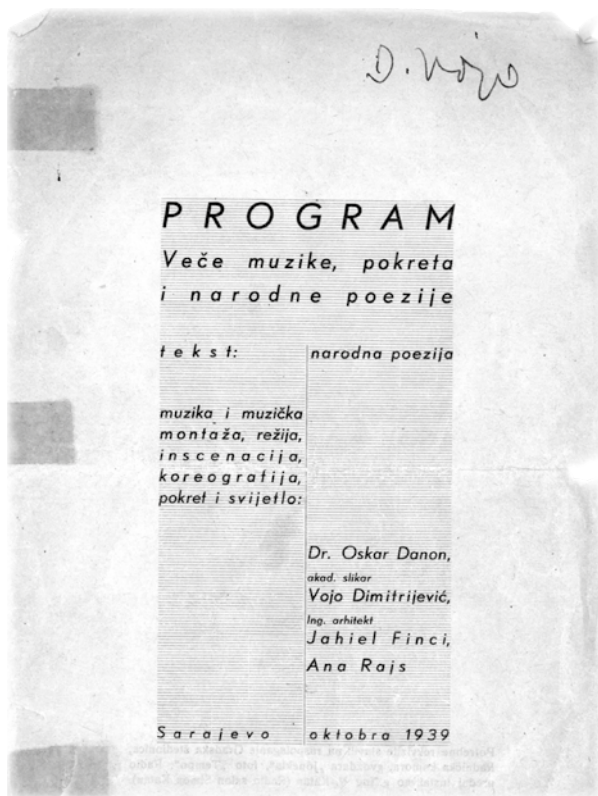 D. Vojo
PROGRAM
Veče muzike, pokreta
i narodne poezije
tekst: narodna poezija
muzika i muzička
montaža, režija,
inscenacija,
koreografija,
pokret i svijetlo:
Dr. Oskar Danon,
akad. slikar
Vojo Dimitrijević,
Ing. arhitekt
Jahiel Finci,
Ana Rajs
Sarajevo oktobra 1939